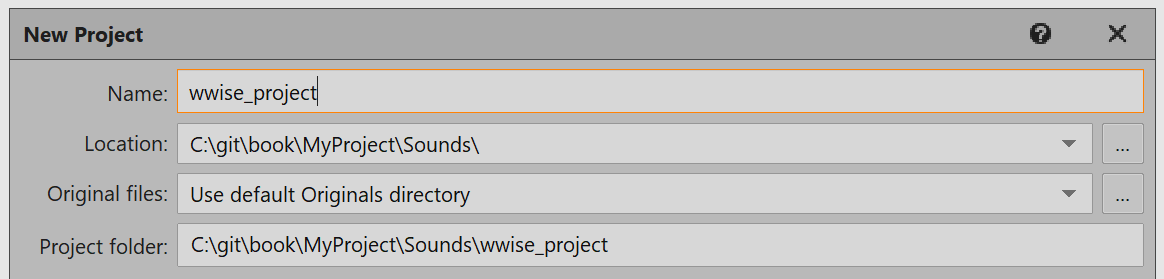 New Project
Name: wwise_project
Location: C:\git\book\MyProject\Sounds\ ...
Original files: Use default Originals directory ...
Project folder: C:\git\book\MyProject\Sounds\wwise_project